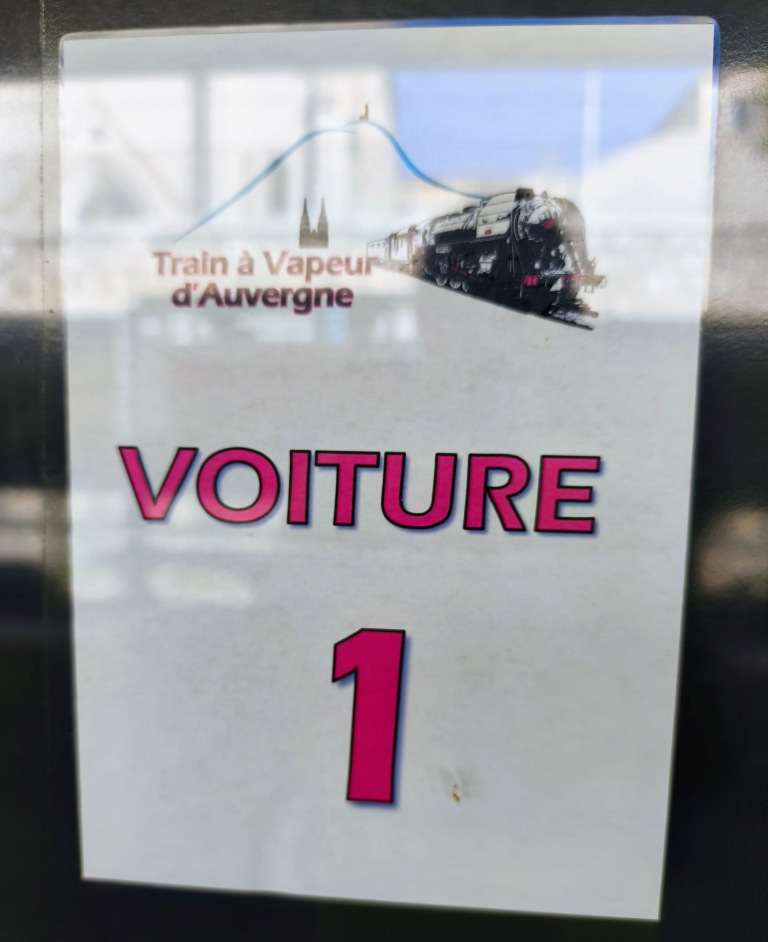 Train à Vapeur
d'Auvergne
VOITURE
1